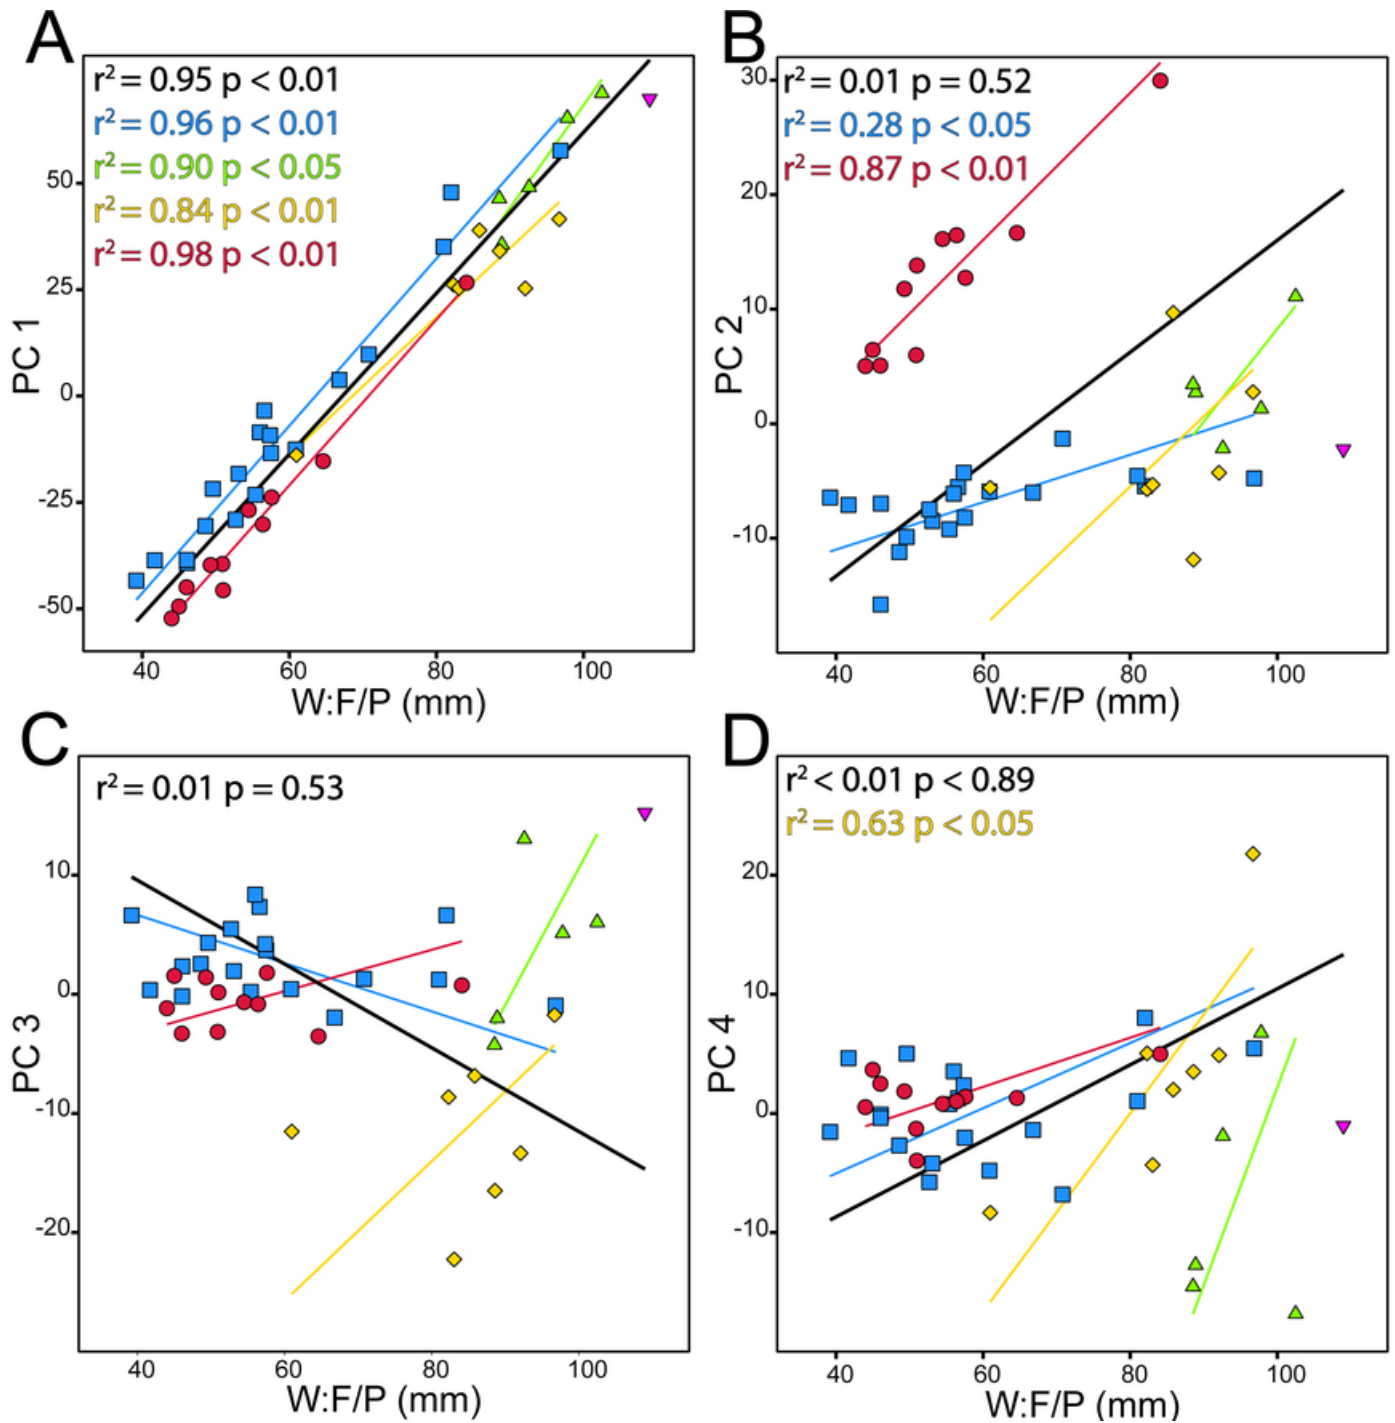 A
r² = 0.95 p < 0.01
r² = 0.96 p < 0.01
r² = 0.90 p < 0.05
r² = 0.84 p < 0.01
r² = 0.98 p < 0.01
50
25
0
-25
-50
PC 1
40 60 80 100
W:F/P (mm)
B
r² = 0.01 p = 0.52
r² = 0.28 p < 0.05
r² = 0.87 p < 0.01
30
20
10
0
-10
PC 2
40 60 80 100
W:F/P (mm)
C
r² = 0.01 p = 0.53
10
0
-10
-20
PC 3
40 60 80 100
W:F/P (mm)
D
r² < 0.01 p < 0.89
r² = 0.63 p < 0.05
20
10
0
-10
PC 4
40 60 80 100
W:F/P (mm)